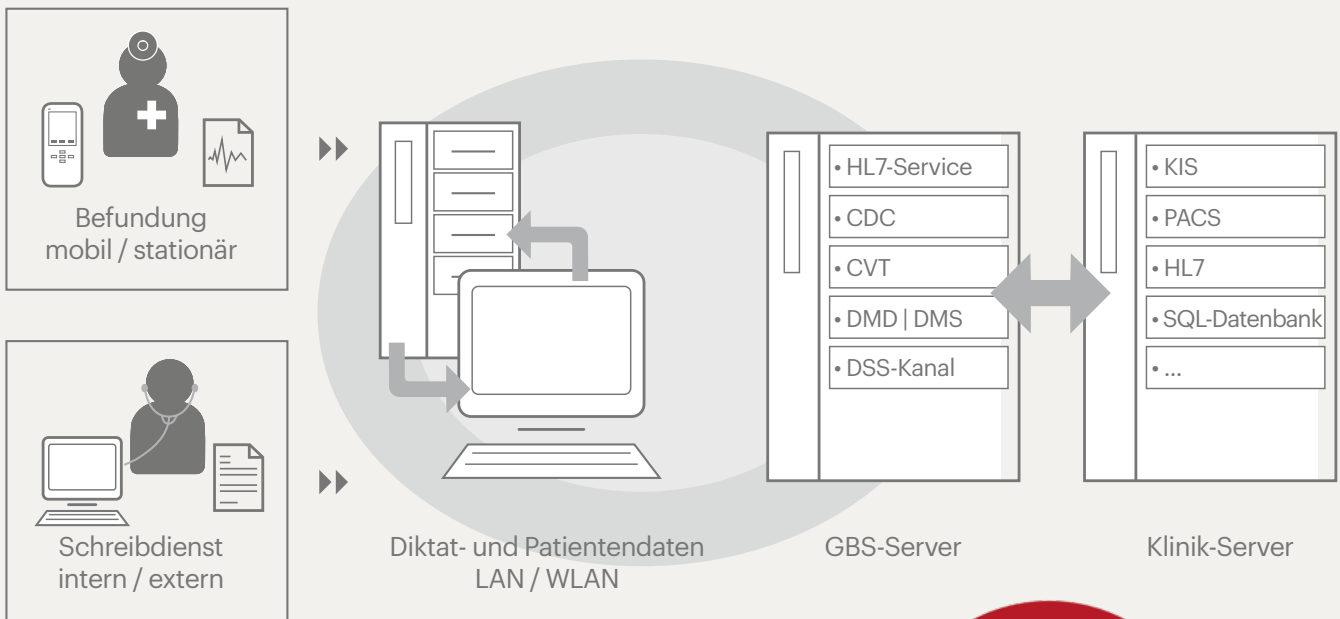 Befundung
mobil / stationär
Schreibdienst
intern / extern
Diktat- und Patientendaten
LAN / WLAN
• HL7-Service
• CDC
• CVT
• DMD | DMS
• DSS-Kanal
GBS-Server
• KIS
• PACS
• HL7
• SQL-Datenbank
• ...
Klinik-Server